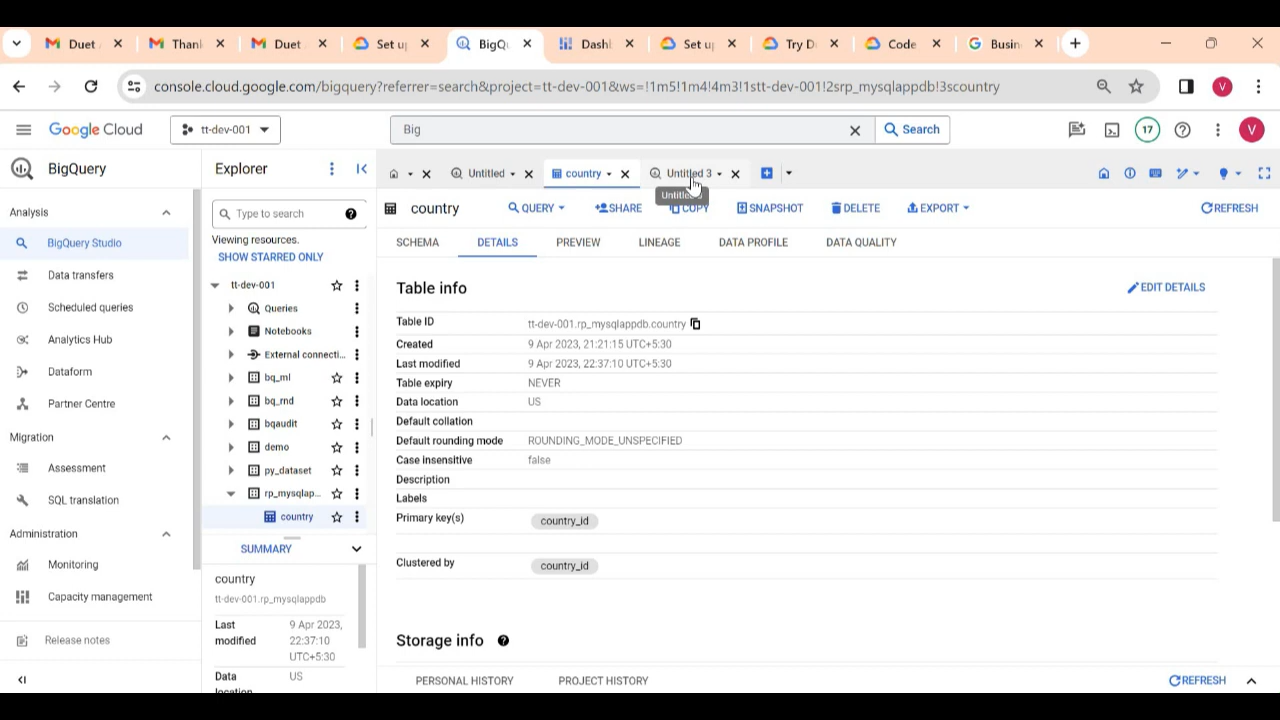 Duet
Thank
Duet
Set up
BigQu
Dashb
Set up
Try D
Code
Busin
console.cloud.google.com/bigquery?referrer=search&project=tt-dev-001&ws=!1m5!1m4!4m3!1stt-dev-001!2srp_mysqlappdb!3scountry
V
Google Cloud
tt-dev-001
Big
Search
17
V
BigQuery
Explorer
Untitled
country
Untitled 3
Analysis
Type to search
country
QUERY
SHARE
COPY
SNAPSHOT
DELETE
EXPORT
REFRESH
BigQuery Studio
Viewing resources.
SHOW STARRED ONLY
SCHEMA
DETAILS
PREVIEW
LINEAGE
DATA PROFILE
DATA QUALITY
Data transfers
tt-dev-001
Table info
EDIT DETAILS
Scheduled queries
Queries
Table ID tt-dev-001.rp_mysqlappdb.country
Analytics Hub
Notebooks
Created 9 Apr 2023, 21:21:15 UTC+5:30
External connecti...
Last modified 9 Apr 2023, 22:37:10 UTC+5:30
Dataform
bq_ml
Table expiry NEVER
Partner Centre
bq_rnd
Data location US
bqaudit
Default collation
Migration
demo
Default rounding mode ROUNDING_MODE_UNSPECIFIED
Assessment
py_dataset
Case insensitive false
Description
SQL translation
rp_mysqlap...
Labels
country
Primary key(s) country_id
Administration
SUMMARY
Clustered by country_id
Monitoring
country
Capacity management
tt-dev-001.rp_mysqlappdb
Release notes
Last modified
9 Apr 2023, 22:37:10 UTC+5:30
Storage info
Data location
US
PERSONAL HISTORY
PROJECT HISTORY
REFRESH